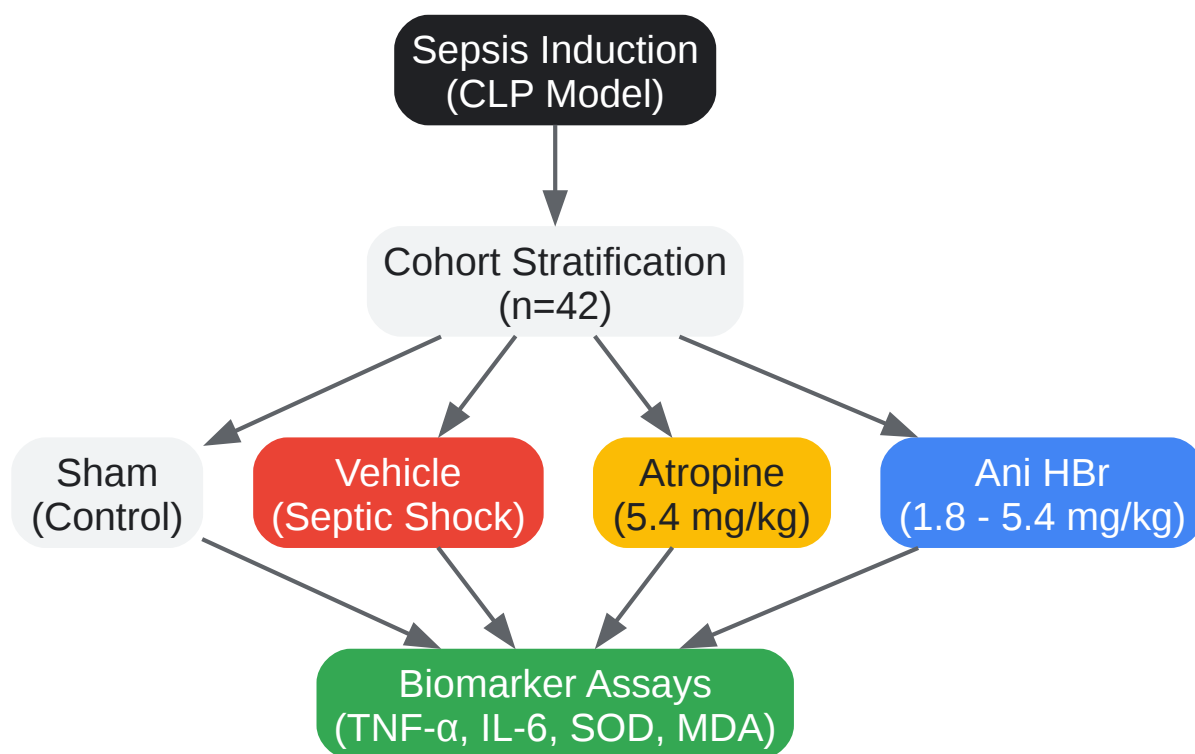 Sepsis Induction
(CLP Model)
Cohort Stratification
(n=42)
Sham
(Control)
Vehicle
(Septic Shock)
Atropine
(5.4 mg/kg)
Ani HBr
(1.8 - 5.4 mg/kg)
Biomarker Assays
(TNF-α, IL-6, SOD, MDA)